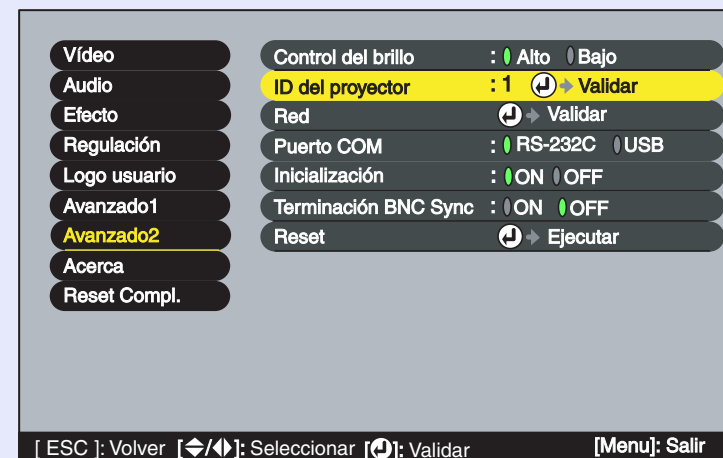 Vídeo
Audio
Efecto
Regulación
Logo usuario
Avanzado1
Avanzado2
Acerca
Reset Compl.
Control del brillo : Alto Bajo
ID del proyector : 1 Validar
Red Validar
Puerto COM : RS-232C USB
Inicialización : ON OFF
Terminación BNC Sync : ON OFF
Reset Ejecutar
[ ESC ]: Volver [ / ]: Seleccionar [ ]: Validar [Menu]: Salir